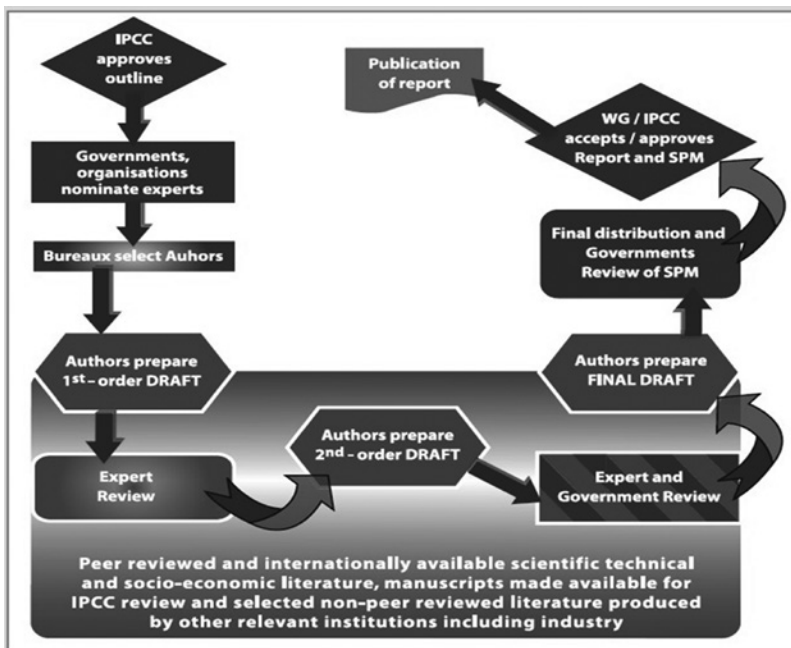 IPCC
approves
outline
Governments,
organisations
nominate experts
Bureaux select Auhors
Authors prepare
1st - order DRAFT
Expert
Review
Authors prepare
2nd - order DRAFT
Expert and
Government Review
Authors prepare
FINAL DRAFT
Final distribution and
Governments
Review of SPM
WG / IPCC
accepts / approves
Report and SPM
Publication
of report
Peer reviewed and internationally available scientific technical
and socio-economic literature, manuscripts made available for
IPCC review and selected non-peer reviewed literature produced
by other relevant institutions including industry